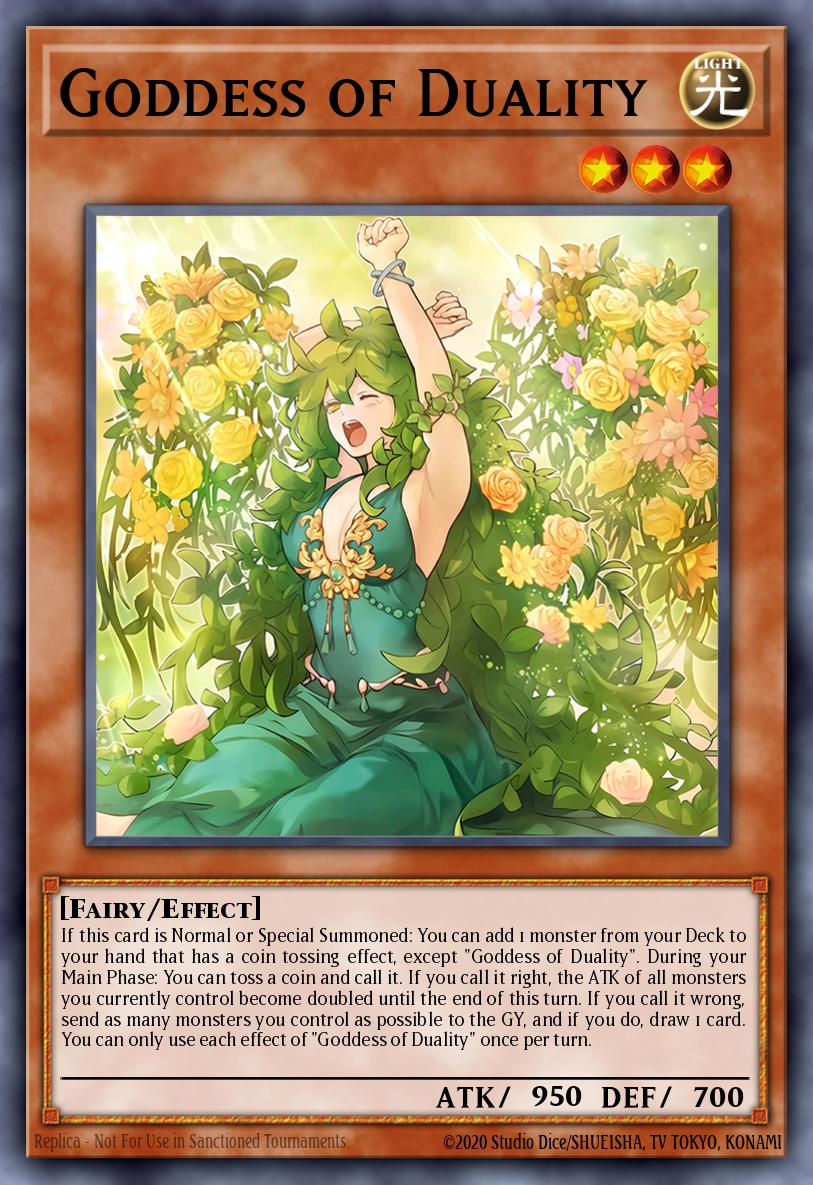 Goddess of Duality
LIGHT
光
[Fairy/Effect]
If this card is Normal or Special Summoned: You can add 1 monster from your Deck to
your hand that has a coin tossing effect, except "Goddess of Duality". During your
Main Phase: You can toss a coin and call it. If you call it right, the ATK of all monsters
you currently control become doubled until the end of this turn. If you call it wrong,
send as many monsters you control as possible to the GY, and if you do, draw 1 card.
You can only use each effect of "Goddess of Duality" once per turn.
ATK/ 950 DEF/ 700
Replica - Not For Use in Sanctioned Tournaments.
©2020 Studio Dice/SHUEISHA, TV TOKYO, KONAMI